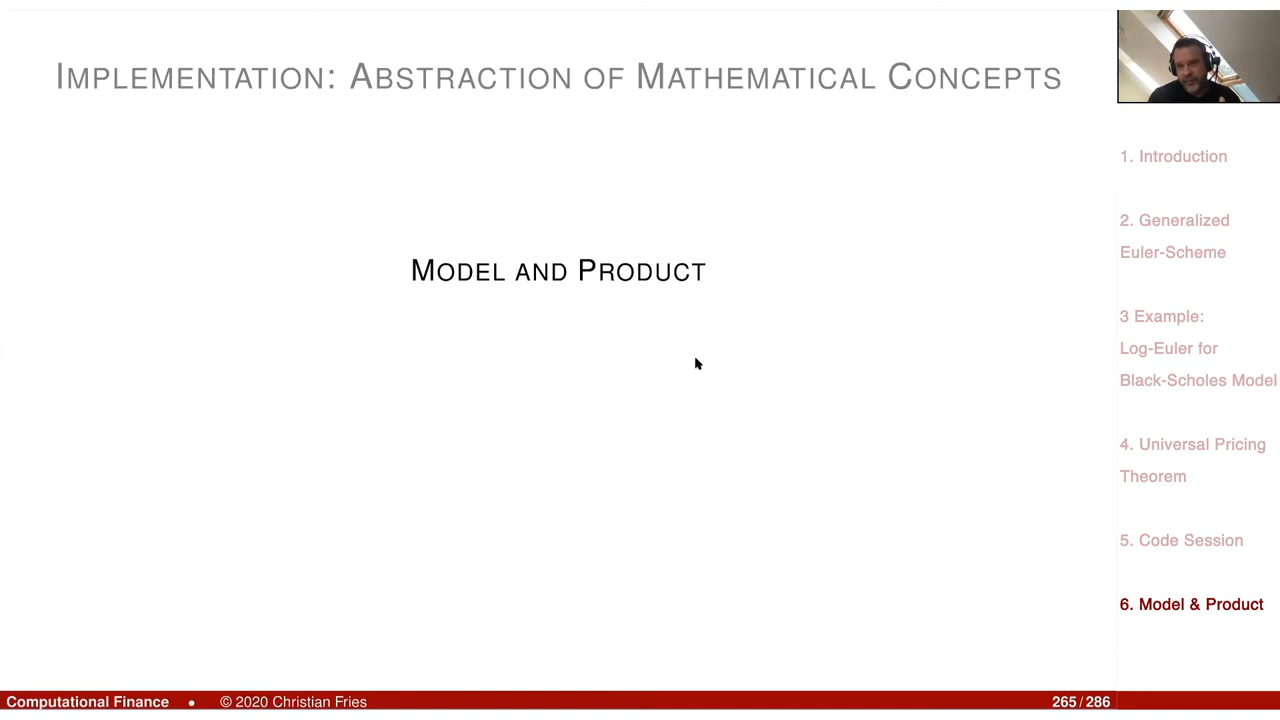 IMPLEMENTATION: ABSTRACTION OF MATHEMATICAL CONCEPTS
MODEL AND PRODUCT
1. Introduction
2. Generalized
Euler-Scheme
3 Example:
Log-Euler for
Black-Scholes Model
4. Universal Pricing
Theorem
5. Code Session
6. Model & Product
Computational Finance • © 2020 Christian Fries 265 / 286